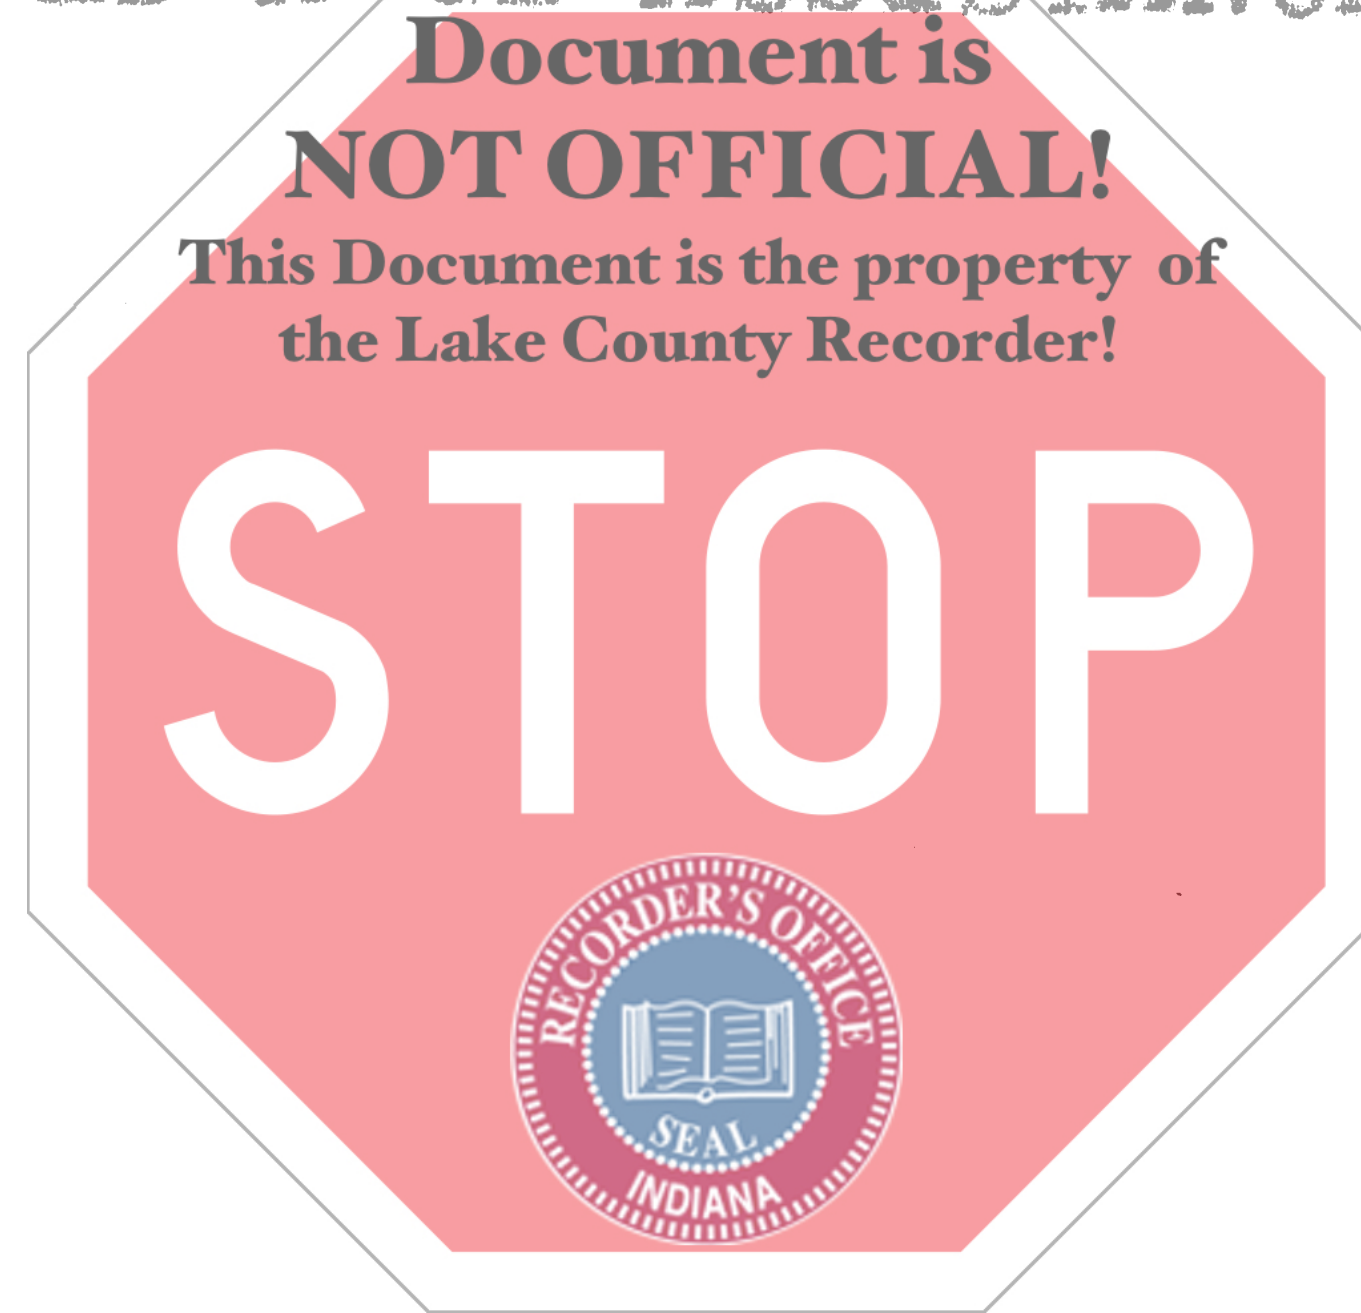 Document is
NOT OFFICIAL!
This Document is the property of
the Lake County Recorder!
STOP
RECORDER'S OFFICE
SEAL
INDIANA